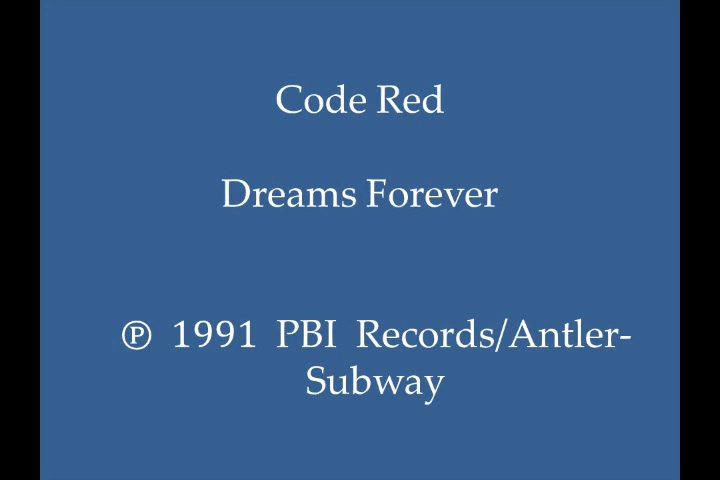 Code Red
Dreams Forever
℗ 1991 PBI Records/Antler-
Subway